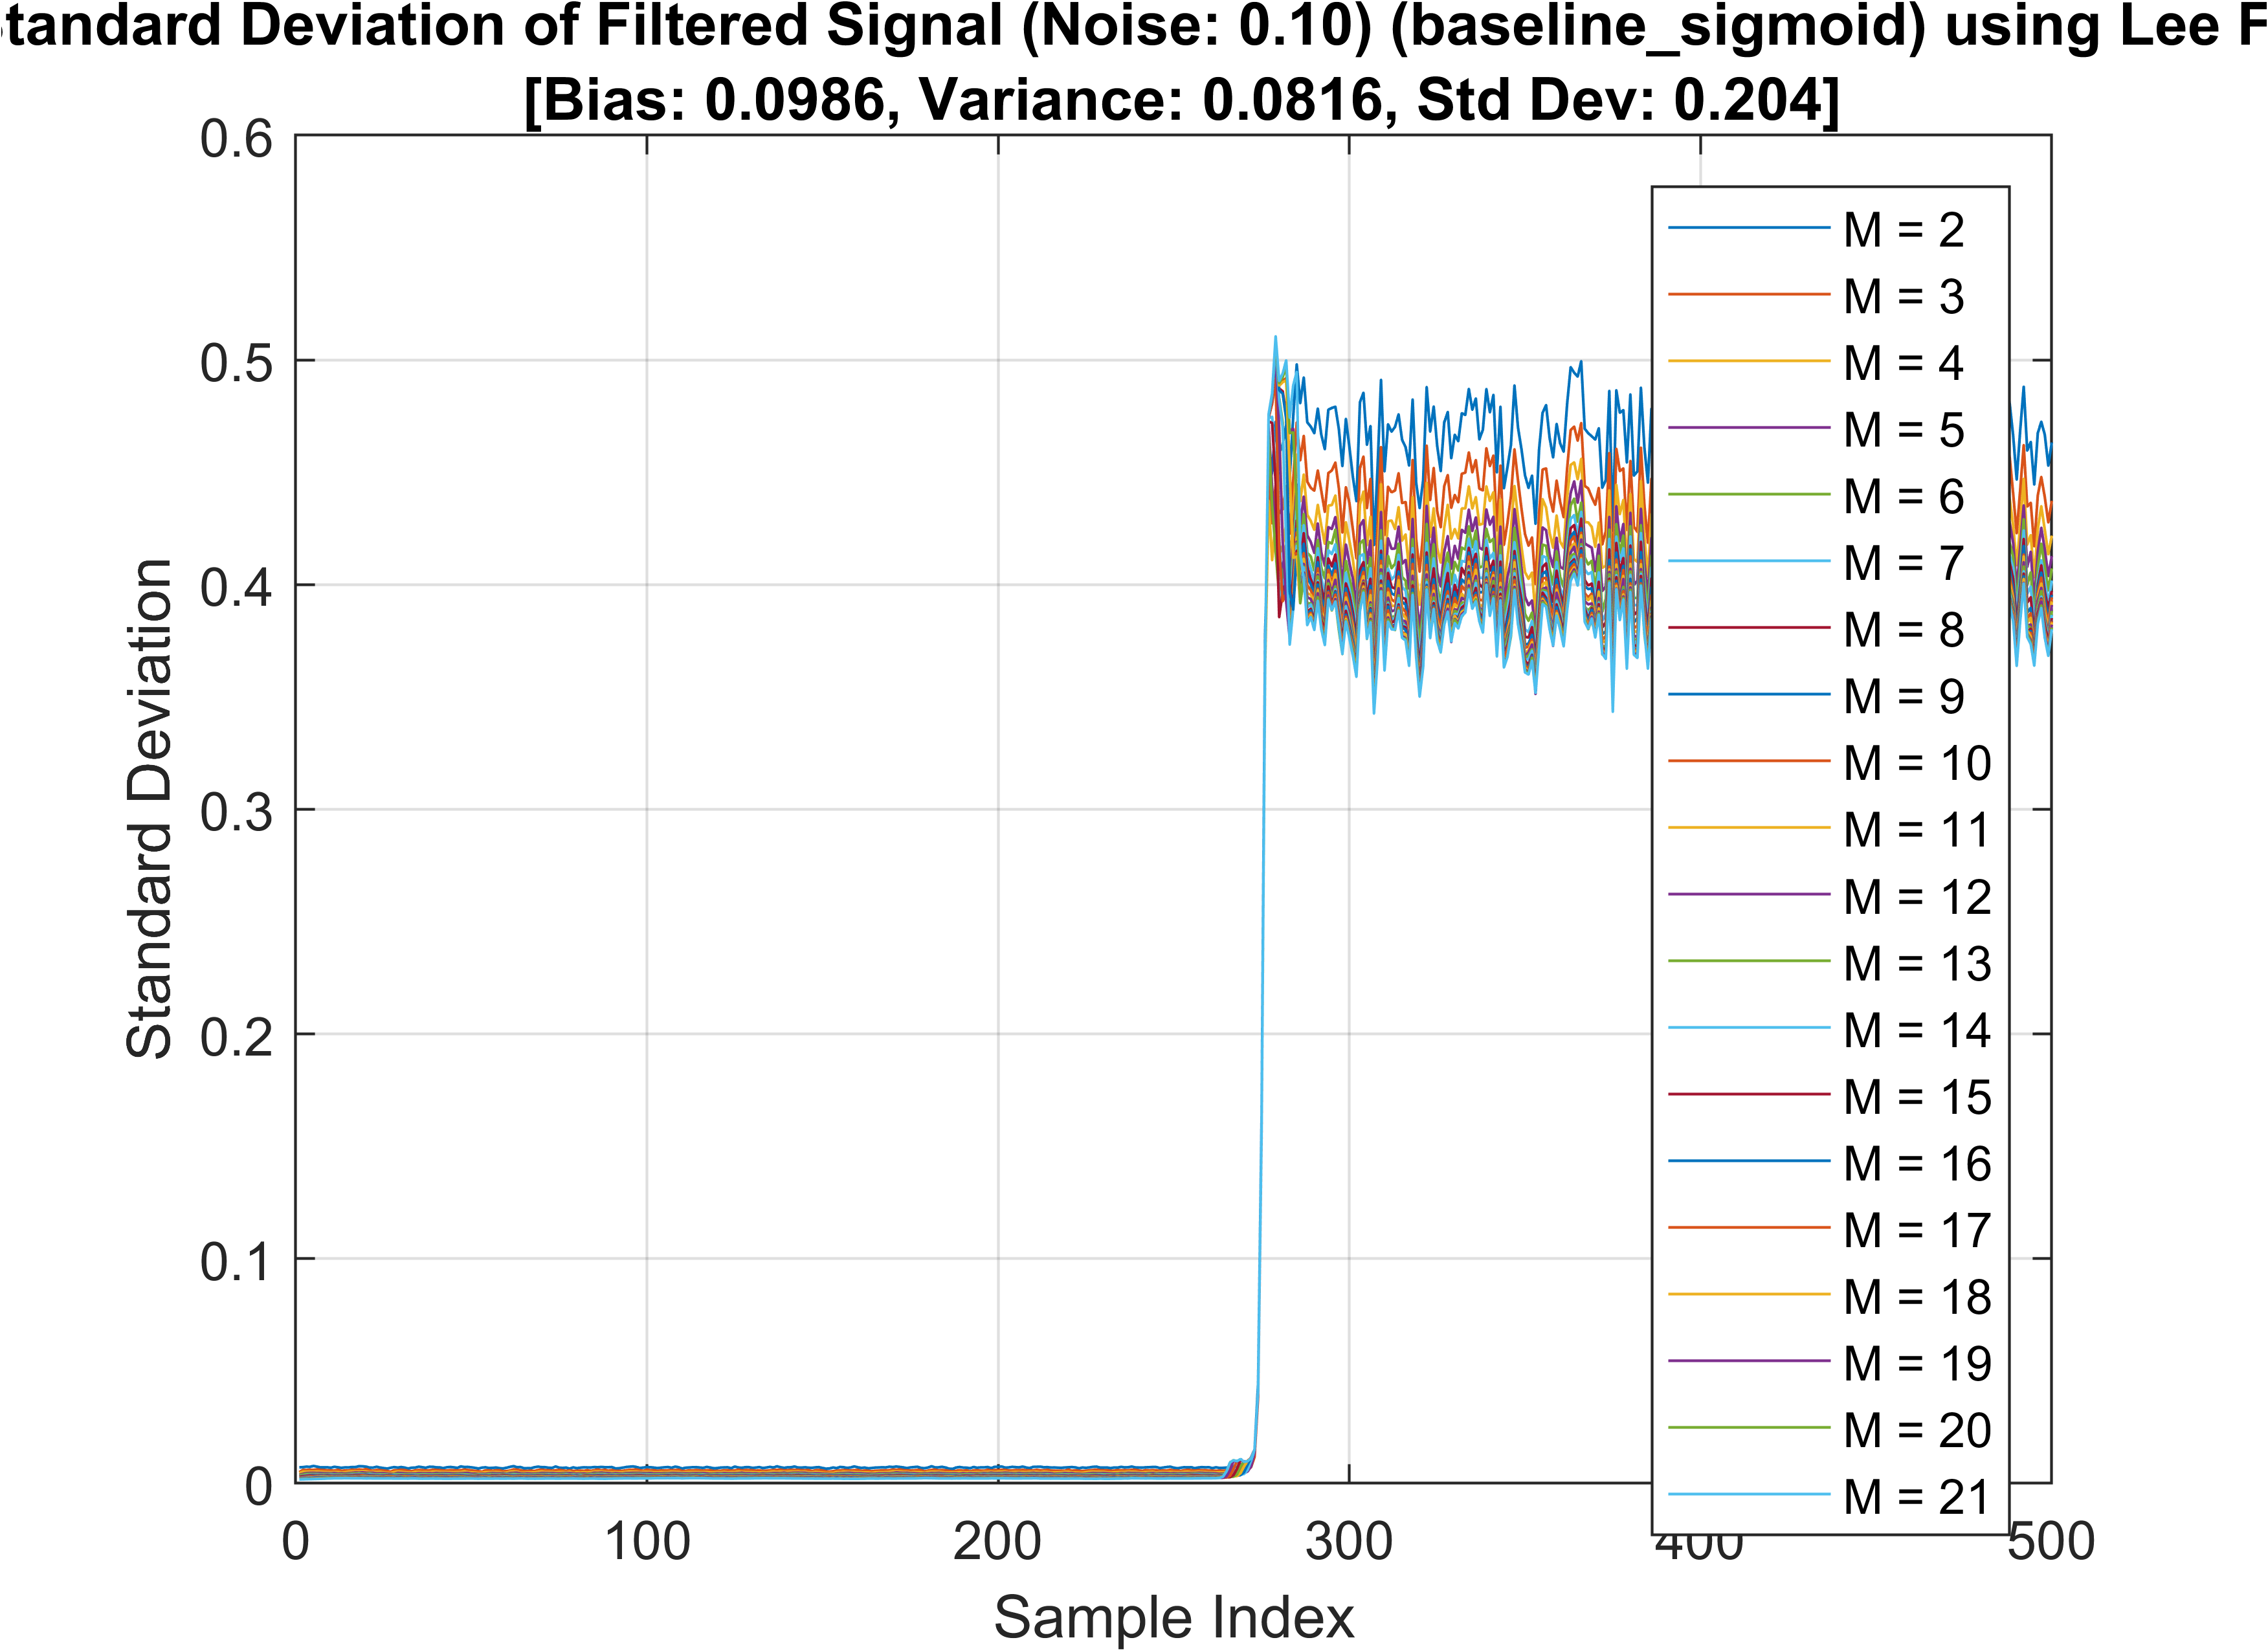 tandard Deviation of Filtered Signal (Noise: 0.10) (baseline_sigmoid) using Lee F
[Bias: 0.0986, Variance: 0.0816, Std Dev: 0.204]
0.6
0.5
0.4
0.3
0.2
0.1
0
Standard Deviation
M = 2
M = 3
M = 4
M = 5
M = 6
M = 7
M = 8
M = 9
M = 10
M = 11
M = 12
M = 13
M = 14
M = 15
M = 16
M = 17
M = 18
M = 19
M = 20
M = 21
0 100 200 300 400 500
Sample Index